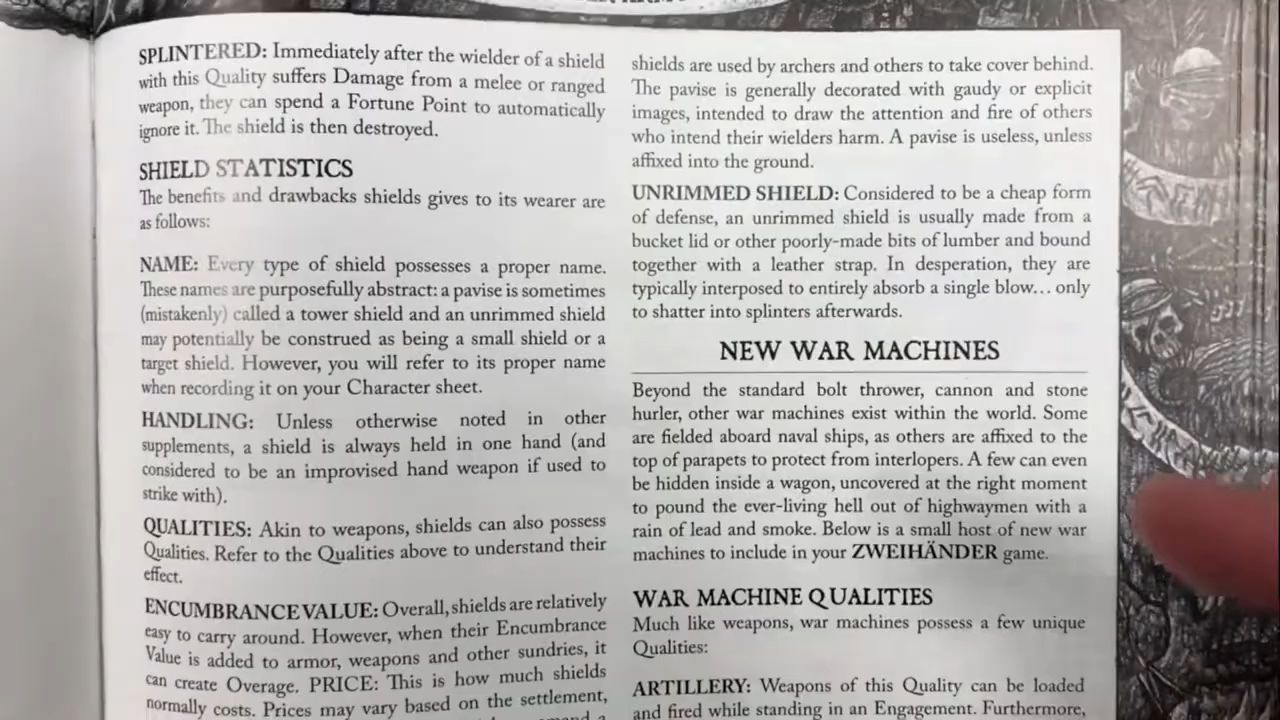 SPLINTERED: Immediately after the wielder of a shield
with this Quality suffers Damage from a melee or ranged
weapon, they can spend a Fortune Point to automatically
ignore it. The shield is then destroyed.
SHIELD STATISTICS
The benefits and drawbacks shields gives to its wearer are
as follows:
NAME: Every type of shield possesses a proper name.
These names are purposefully abstract: a pavise is sometimes
(mistakenly) called a tower shield and an unrimmed shield
may potentially be construed as being a small shield or a
target shield. However, you will refer to its proper name
when recording it on your Character sheet.
HANDLING: Unless otherwise noted in other
supplements, a shield is always held in one hand (and
considered to be an improvised hand weapon if used to
strike with).
QUALITIES: Akin to weapons, shields can also possess
Qualities. Refer to the Qualities above to understand their
effect.
ENCUMBRANCE VALUE: Overall, shields are relatively
easy to carry around. However, when their Encumbrance
Value is added to armor, weapons and other sundries, it
can create Overage. PRICE: This is how much shields
normally costs. Prices may vary based on the settlement,
shields are used by archers and others to take cover behind.
The pavise is generally decorated with gaudy or explicit
images, intended to draw the attention and fire of others
who intend their wielders harm. A pavise is useless, unless
affixed into the ground.
UNRIMMED SHIELD: Considered to be a cheap form
of defense, an unrimmed shield is usually made from a
bucket lid or other poorly-made bits of lumber and bound
together with a leather strap. In desperation, they are
typically interposed to entirely absorb a single blow... only
to shatter into splinters afterwards.
NEW WAR MACHINES
Beyond the standard bolt thrower, cannon and stone
hurler, other war machines exist within the world. Some
are fielded aboard naval ships, as others are affixed to the
top of parapets to protect from interlopers. A few can even
be hidden inside a wagon, uncovered at the right moment
to pound the ever-living hell out of highwaymen with a
rain of lead and smoke. Below is a small host of new war
machines to include in your ZWEIHÄNDER game.
WAR MACHINE QUALITIES
Much like weapons, war machines possess a few unique
Qualities:
ARTILLERY: Weapons of this Quality can be loaded
and fired while standing in an Engagement. Furthermore,